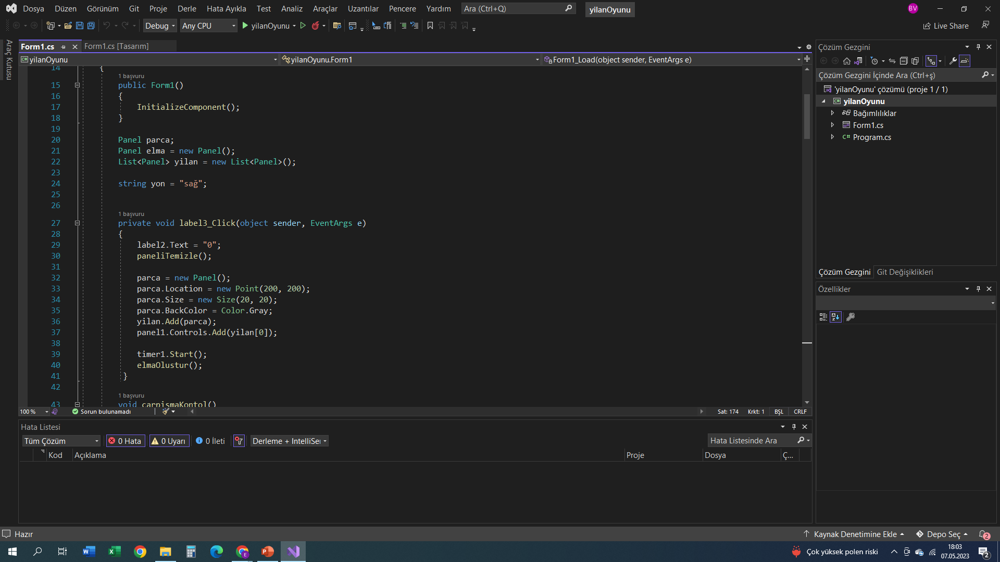 Dosya Düzen Görünüm Git Proje Derle Hata Ayıkla Test Analiz Araçlar Uzantılar Pencere Yardım Ara (Ctrl+Q) yilanOyunu BV
Debug Any CPU yilanOyunu Live Share
Araç Kutusu
Form1.cs Form1.cs [Tasarım]
yilanOyunu yilanOyunu.Form1 Form1_Load(object sender, EventArgs e)
14 {
1 başvuru
15 public Form1()
16 {
17 InitializeComponent();
18 }
19
20 Panel parca;
21 Panel elma = new Panel();
22 List<Panel> yilan = new List<Panel>();
23
24 string yon = "sağ";
25
26
1 başvuru
27 private void label3_Click(object sender, EventArgs e)
28 {
29 label2.Text = "0";
30 paneliTemizle();
31
32 parca = new Panel();
33 parca.Location = new Point(200, 200);
34 parca.Size = new Size(20, 20);
35 parca.BackColor = Color.Gray;
36 yilan.Add(parca);
37 panel1.Controls.Add(yilan[0]);
38
39 timer1.Start();
40 elmaOlustur();
41 }
42
1 başvuru
43 void carpismaKontol()
100 % Sorun bulunamadı Sat: 174 Krkt: 1 BŞL CRLF
Hata Listesi
Tüm Çözüm 0 Hata 0 Uyarı 0 İleti Derleme + IntelliSe Hata Listesinde Ara
Kod Açıklama Proje Dosya Ç...
Çözüm Gezgini
Çözüm Gezgini İçinde Ara (Ctrl+ş)
'yilanOyunu' çözümü (proje 1 / 1)
C# yilanOyunu
Bağımlılıklar
Form1.cs
C# Program.cs
Çözüm Gezgini Git Değişiklikleri
Özellikler
Hazır Kaynak Denetimine Ekle Depo Seç 2
Çok yüksek polen riski 18:03
07.05.2023 2